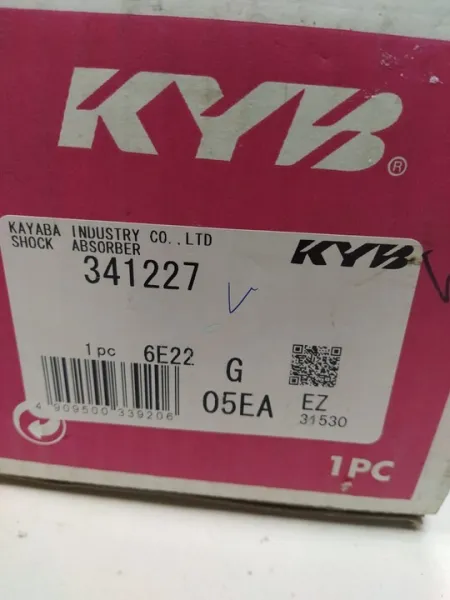 KYB®
KAYABA INDUSTRY CO.,LTD
SHOCK ABSORBER
KYB
341227
1pc 6E22
G
05EA
EZ
31530
4 909500 339206
1PC